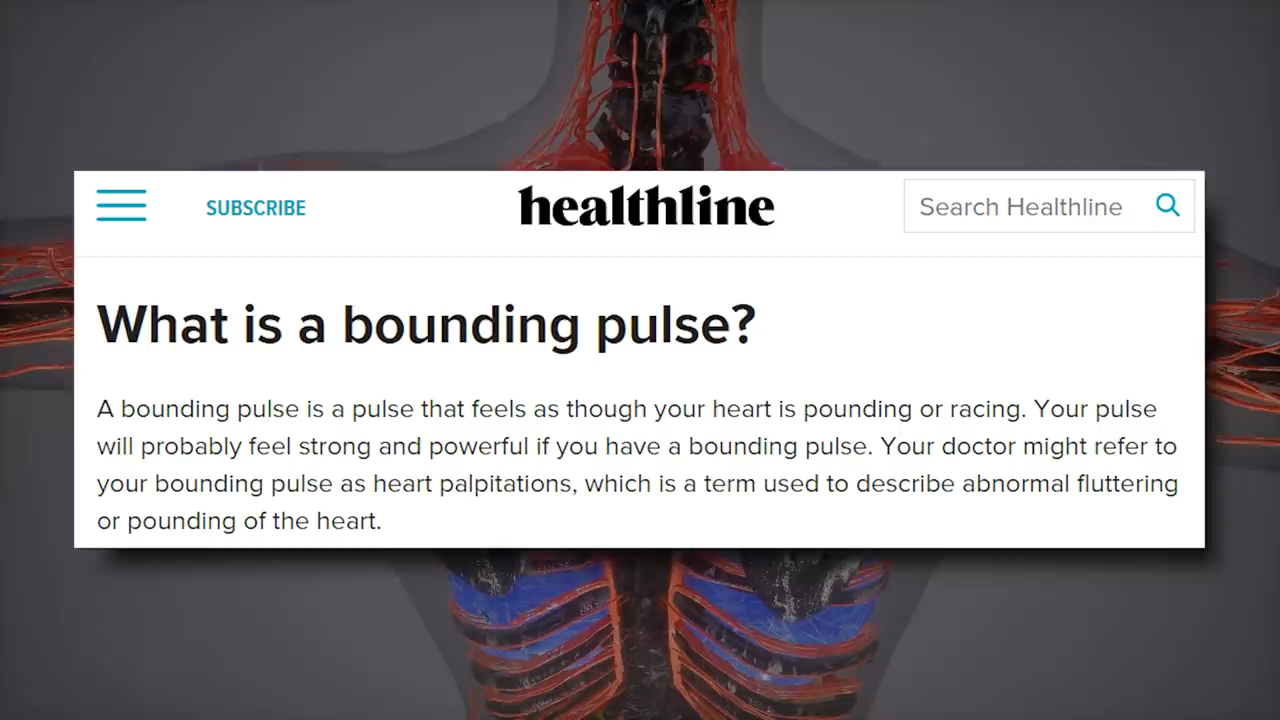 SUBSCRIBE
healthline
Search Healthline
What is a bounding pulse?
A bounding pulse is a pulse that feels as though your heart is pounding or racing. Your pulse
will probably feel strong and powerful if you have a bounding pulse. Your doctor might refer to
your bounding pulse as heart palpitations, which is a term used to describe abnormal fluttering
or pounding of the heart.